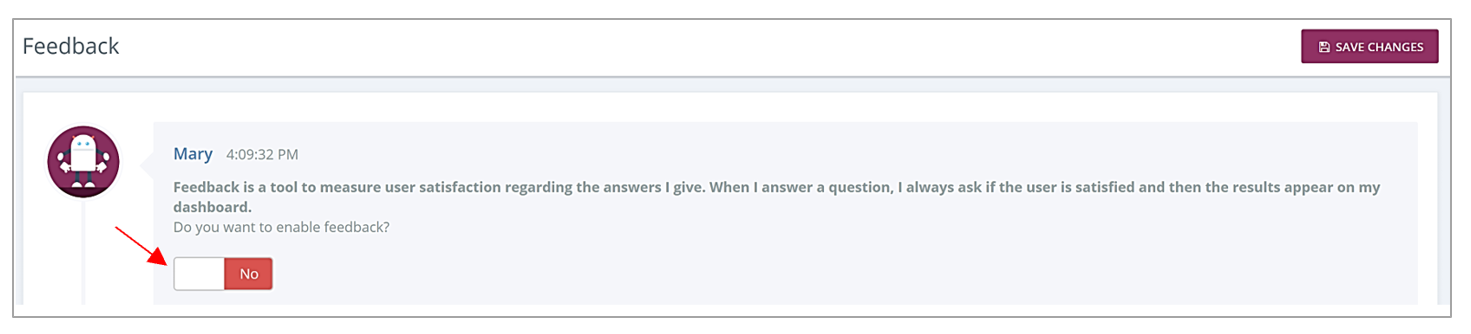 Feedback
SAVE CHANGES
Mary 4:09:32 PM
Feedback is a tool to measure user satisfaction regarding the answers I give. When I answer a question, I always ask if the user is satisfied and then the results appear on my
dashboard.
Do you want to enable feedback?
No